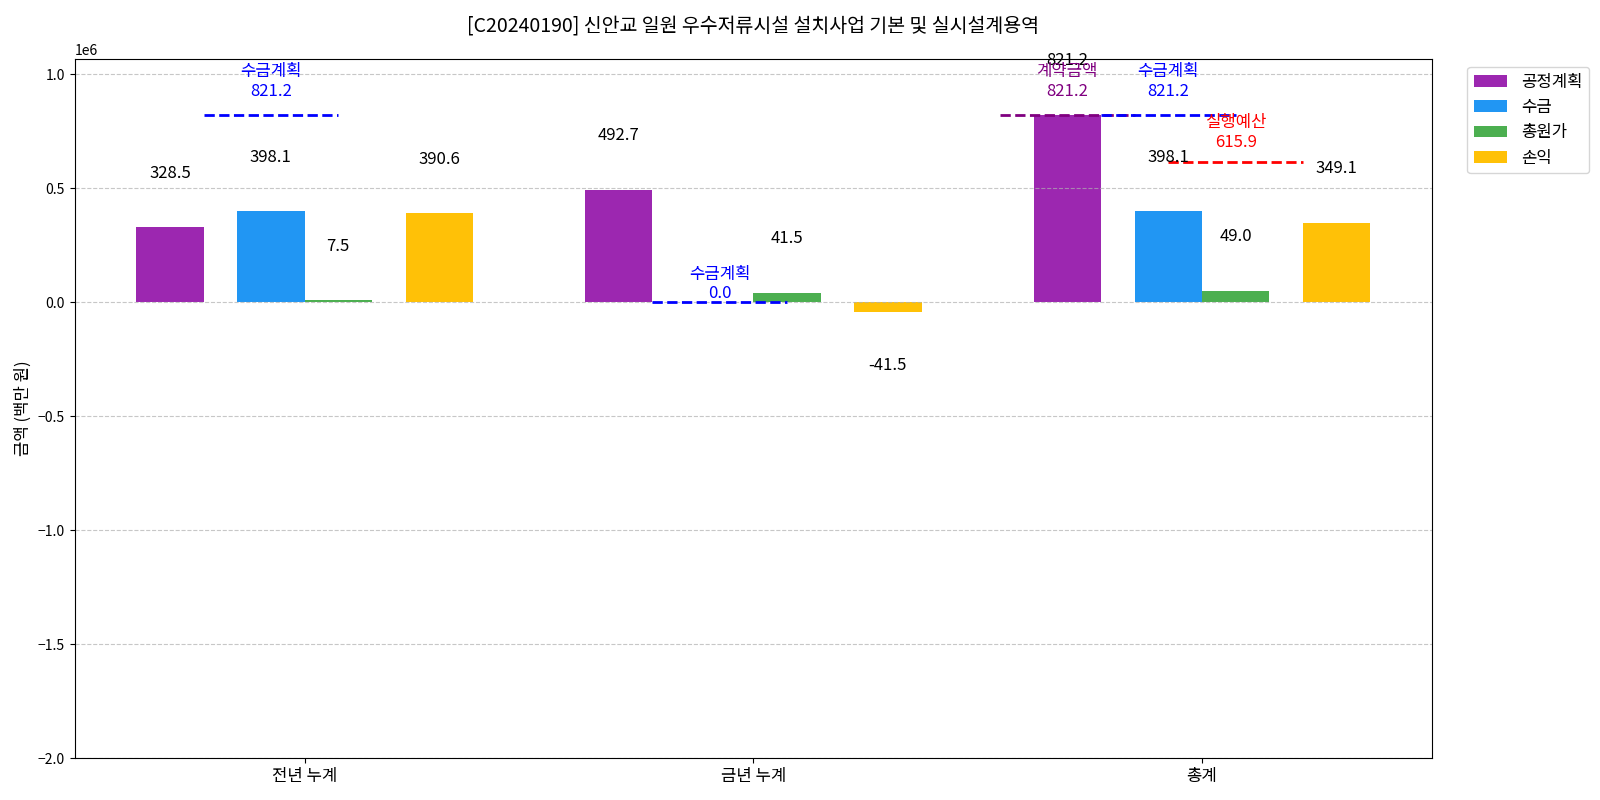 [C20240190] 신안교 일원 우수저류시설 설치사업 기본 및 실시설계용역
1e6
금액 (백만 원)
1.0
0.5
0.0
−0.5
−1.0
−1.5
−2.0
수금계획
821.2
328.5
398.1
7.5
390.6
492.7
수금계획
0.0
41.5
-41.5
821.2
계약금액
821.2
수금계획
821.2
실행예산
615.9
398.1
49.0
349.1
전년 누계
금년 누계
총계
공정계획
수금
총원가
손익